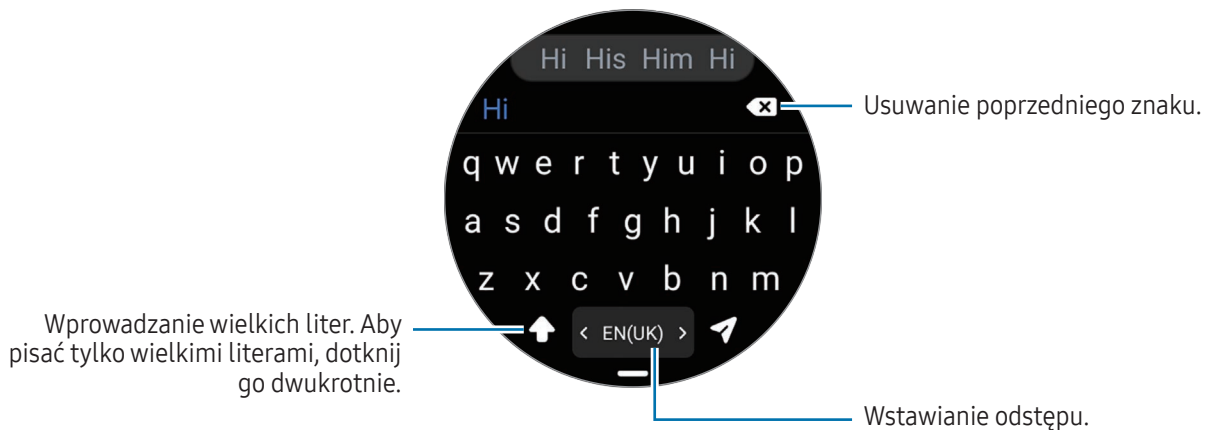 Hi His Him Hi
Hi
Usuwanie poprzedniego znaku.
q w e r t y u i o p
a s d f g h j k l
z x c v b n m
Wprowadzanie wielkich liter. Aby
pisać tylko wielkimi literami, dotknij
go dwukrotnie.
< EN(UK) >
Wstawianie odstępu.